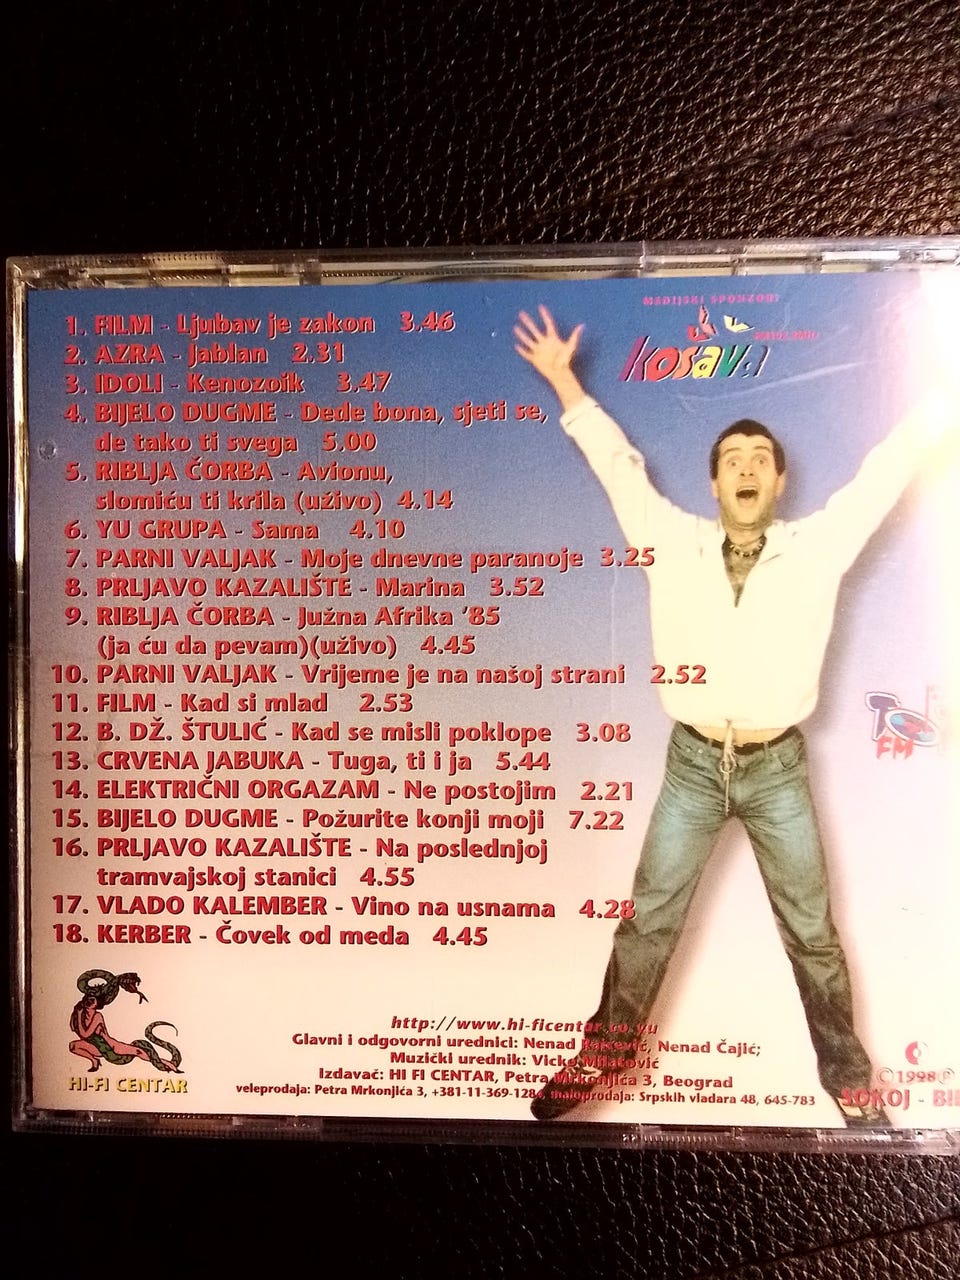 MEDIJSKI SPONZORI
košava
1. FILM - Ljubav je zakon 3.46
2. AZRA - Jablan 2.31
3. IDOLI - Kenozoik 3.47
4. BIJELO DUGME - Đeđe bona, sjeti se,
de tako ti svega 5.00
5. RIBLJA ČORBA - Avionu,
slomiću ti krila (uživo) 4.14
6. YU GRUPA - Sama 4.10
7. PARNI VALJAK - Moje dnevne paranoje 3.25
8. PRLJAVO KAZALIŠTE - Marina 3.52
9. RIBLJA ČORBA - Južna Afrika '85
(ja ću da pevam)(uživo) 4.45
10. PARNI VALJAK - Vrijeme je na našoj strani 2.52
11. FILM - Kad si mlad 2.53
12. B. DŽ. ŠTULIĆ - Kad se misli poklope 3.08
13. CRVENA JABUKA - Tuga, ti i ja 5.44
14. ELEKTRIČNI ORGAZAM - Ne postojim 2.21
15. BIJELO DUGME - Požurite konji moji 7.22
16. PRLJAVO KAZALIŠTE - Na poslednjoj
tramvajskoj stanici 4.55
17. VLADO KALEMBER - Vino na usnama 4.28
18. KERBER - Čovek od meda 4.45
FM
HI-FI CENTAR
http://www.hi-ficentar.co.yu
Glavni i odgovorni urednici: Nenad Nenad Čajić;
Muzički urednik: Vicko Milatović
Izdavač: HI FI CENTAR, Petra Mrkonjića 3, Beograd
veleprodaja: Petra Mrkonjića 3, +381-11-369-128 maloprodaja: Srpskih vladara 48, 645-783
©1998℗
SOKOJ - BIE